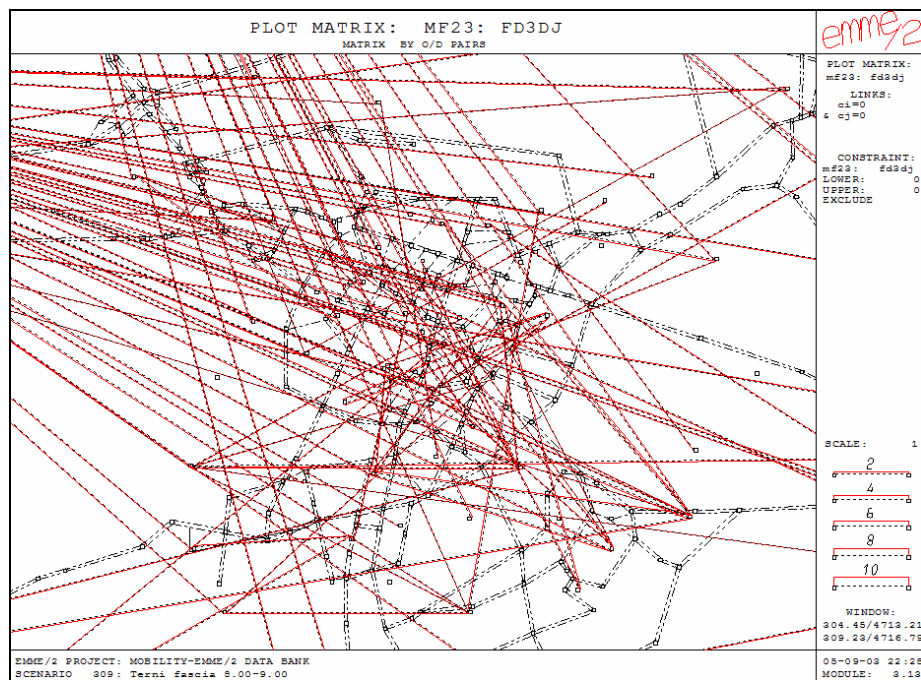 PLOT MATRIX: MF23: FD3DJ
MATRIX BY O/D PAIRS
emme/2
PLOT MATRIX:
mf23: fd3dj
LINKS:
ci=0
& cj=0
CONSTRAINT:
mf23: fd3dj
LOWER: 0
UPPER: 0
EXCLUDE
SCALE: 1
2
4
6
8
10
WINDOW:
304.45/4713.21
309.23/4716.79
EMME/2 PROJECT: MOBILITY-EMME/2 DATA BANK
SCENARIO 309: Terni fascia 8.00-9.00
05-09-03 22:28
MODULE: 3.13